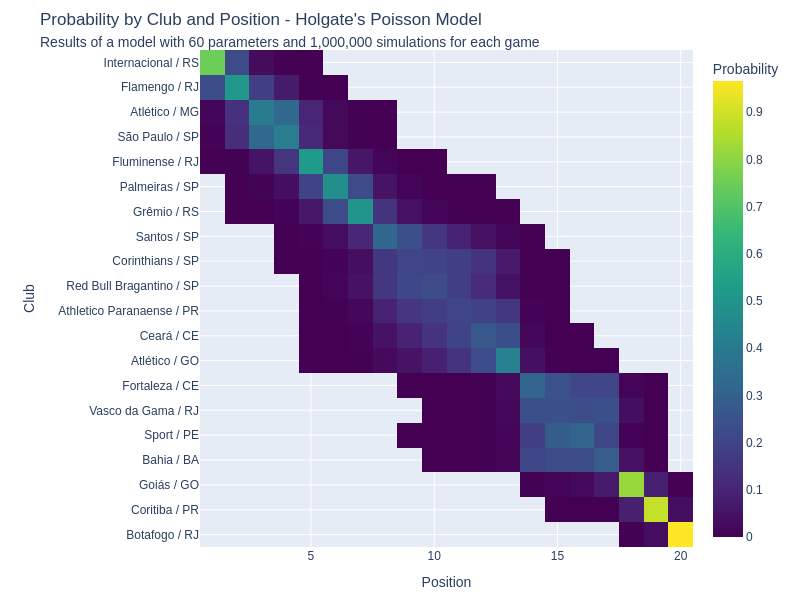 Probability by Club and Position - Holgate's Poisson Model
Results of a model with 60 parameters and 1,000,000 simulations for each game
Probability
Club
Internacional / RS
Flamengo / RJ
Atlético / MG
São Paulo / SP
Fluminense / RJ
Palmeiras / SP
Grêmio / RS
Santos / SP
Corinthians / SP
Red Bull Bragantino / SP
Athletico Paranaense / PR
Ceará / CE
Atlético / GO
Fortaleza / CE
Vasco da Gama / RJ
Sport / PE
Bahia / BA
Goiás / GO
Coritiba / PR
Botafogo / RJ
0.9
0.8
0.7
0.6
0.5
0.4
0.3
0.2
0.1
0
5 10 15 20
Position